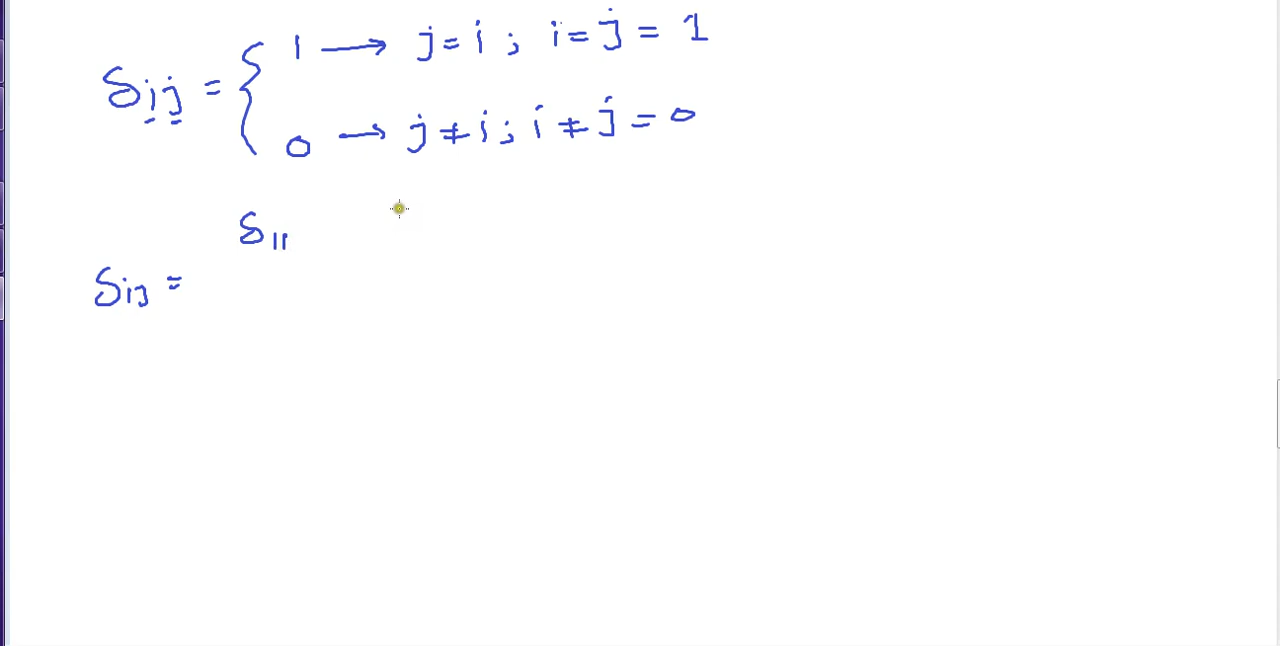 δij = { 1 → j = i ; i = j = 1
0 → j ≠ i ; i ≠ j = 0
δ11
δij =